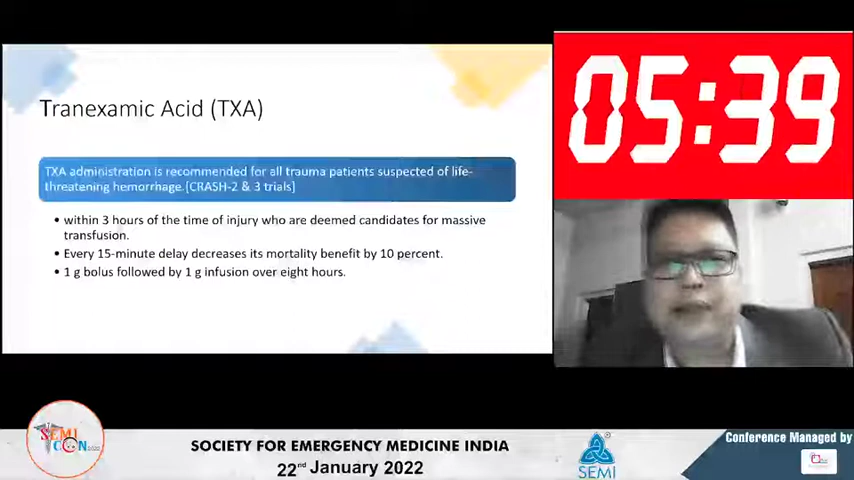 Tranexamic Acid (TXA)
TXA administration is recommended for all trauma patients suspected of life-
threatening hemorrhage.[CRASH-2 & 3 trials]
• within 3 hours of the time of injury who are deemed candidates for massive
transfusion.
• Every 15-minute delay decreases its mortality benefit by 10 percent.
• 1 g bolus followed by 1 g infusion over eight hours.
05:39
SEMI
CON 2022
SOCIETY FOR EMERGENCY MEDICINE INDIA
22nd January 2022
SEMI
Conference Managed by